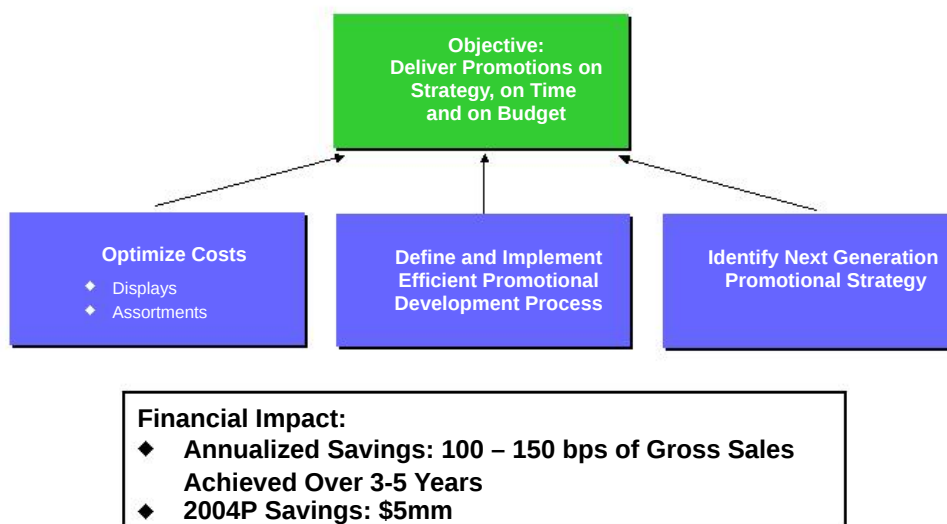 Objective:
Deliver Promotions on
Strategy, on Time
and on Budget
Optimize Costs
◆ Displays
◆ Assortments
Define and Implement
Efficient Promotional
Development Process
Identify Next Generation
Promotional Strategy
Financial Impact:
◆ Annualized Savings: 100 – 150 bps of Gross Sales
Achieved Over 3-5 Years
◆ 2004P Savings: $5mm